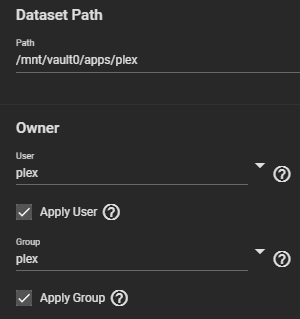 Dataset Path
Path
/mnt/vault0/apps/plex
Owner
User
plex
Apply User
Group
plex
Apply Group